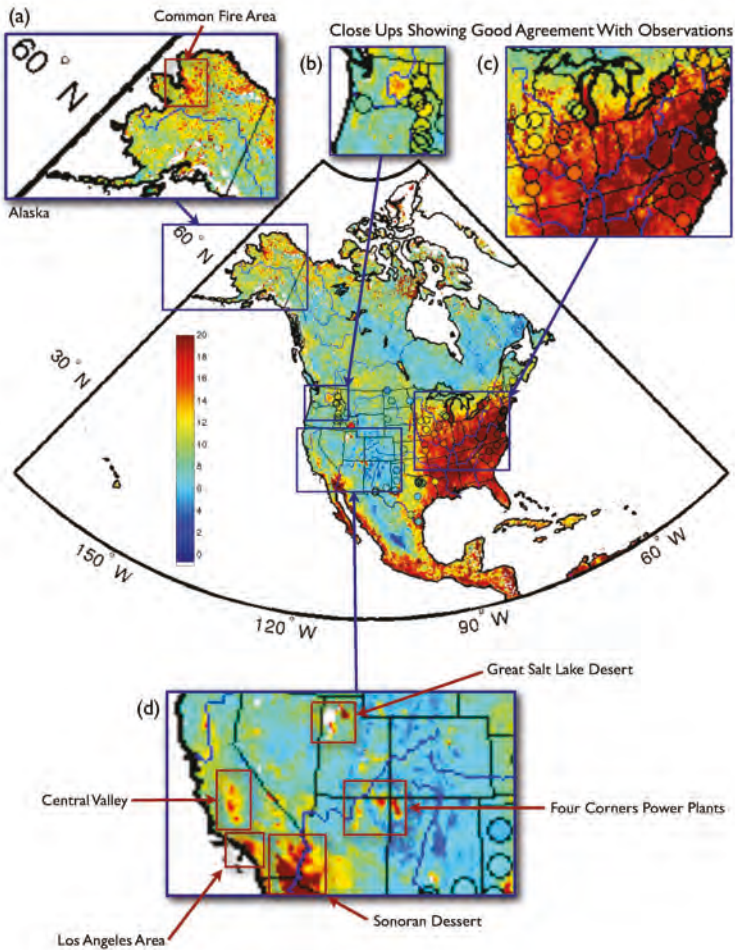 (a)
Common Fire Area
60° N
Alaska
Close Ups Showing Good Agreement With Observations
(b)
(c)
60° N
30° N
20
18
16
14
12
10
8
6
4
2
0
150° W
120° W
90° W
60° W
(d)
Great Salt Lake Desert
Central Valley
Four Corners Power Plants
Los Angeles Area
Sonoran Dessert